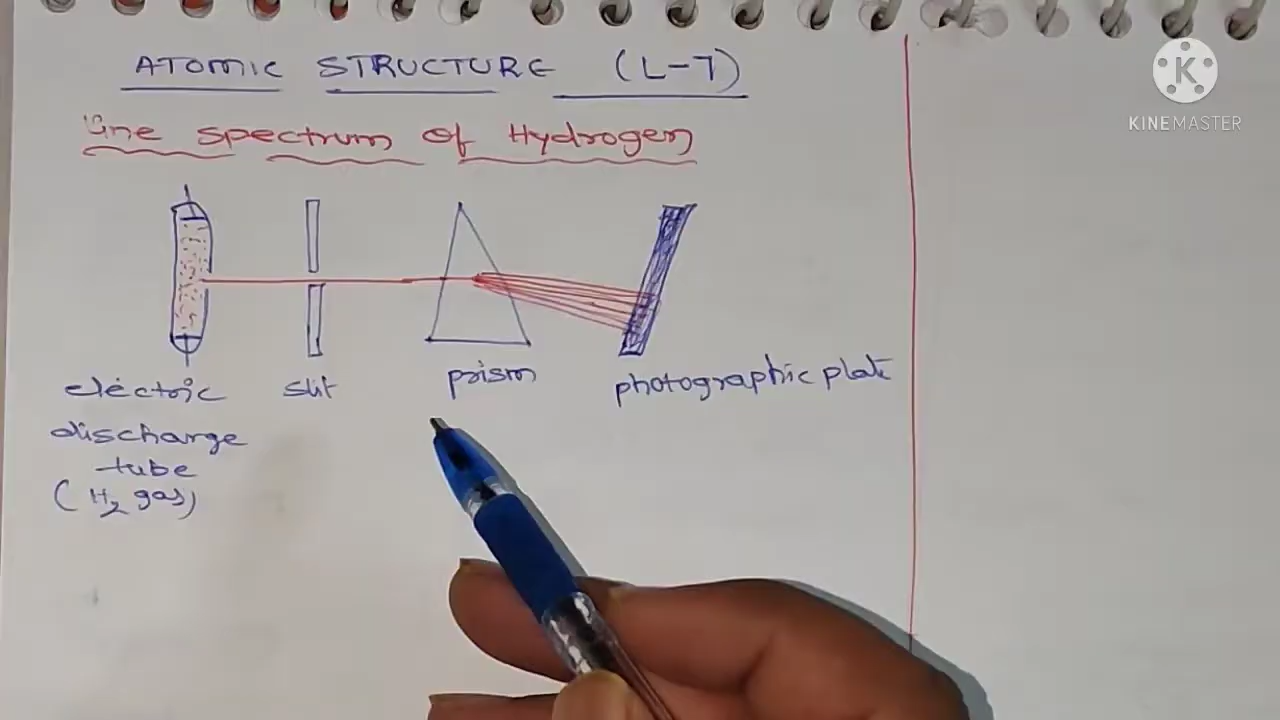 ATOMIC STRUCTURE (L-7)
KINEMASTER
Line spectrum of Hydrogen
electric
discharge
tube
(H2 gas)
slit
prism
photographic plate